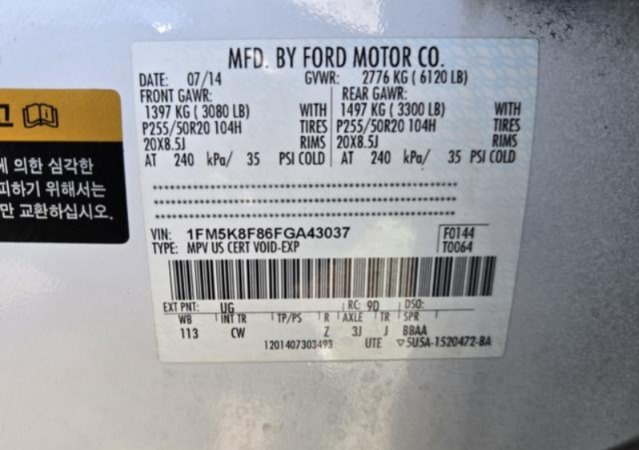 고
에 의한 심각한
피하기 위해서는
만 교환하십시오.
MFD. BY FORD MOTOR CO.
DATE: 07/14 GVWR: 2776 KG ( 6120 LB)
FRONT GAWR: REAR GAWR:
1397 KG ( 3080 LB) WITH 1497 KG ( 3300 LB) WITH
P255/50R20 104H TIRES P255/50R20 104H TIRES
20X8.5J RIMS 20X8.5J RIMS
AT 240 kPa/ 35 PSI COLD AT 240 kPa/ 35 PSI COLD
VIN: 1FM5K8F86FGA43037 F0144
TYPE: MPV US CERT VOID-EXP T0064
EXT PNT: UG RC: 9D DSO:
WB INT TR TP/PS R AXLE TR SPR
113 CW Z 3J J BBAA
1201407303493 UTE ▽5U5A-1520472-BA